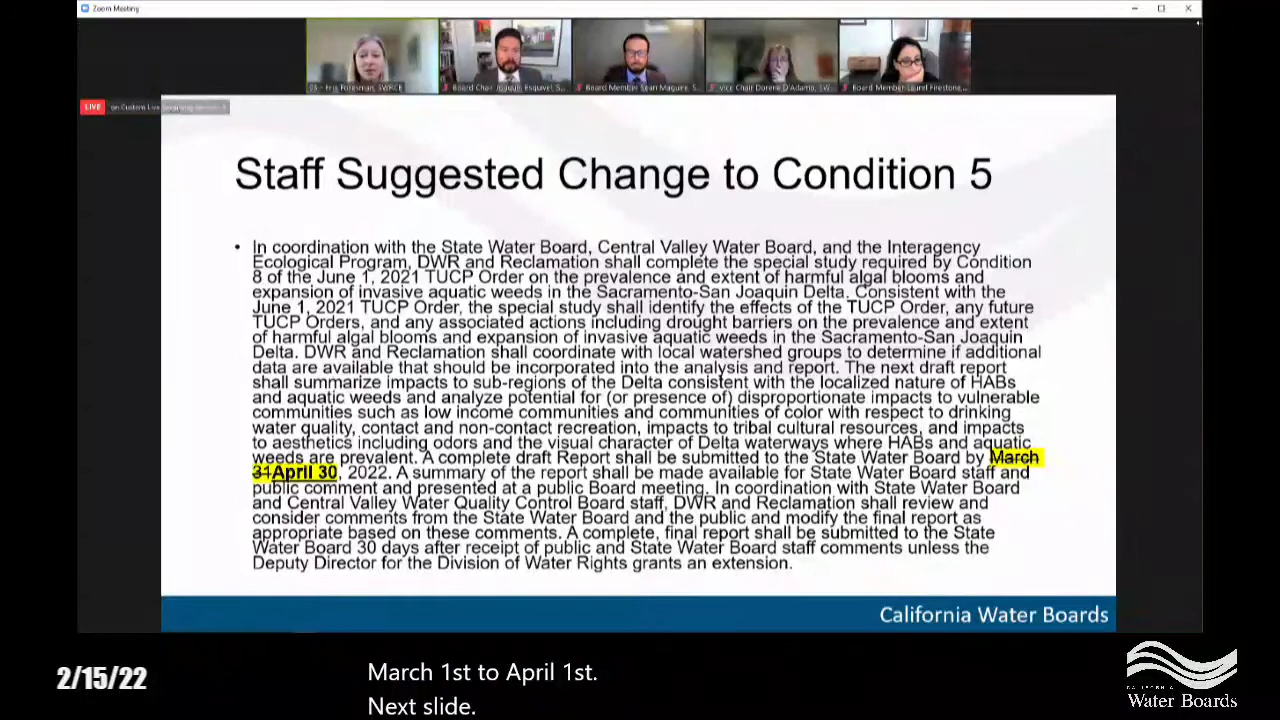 Zoom Meeting
Board Chair Joaquin Esquivel, S...
Board Member Sean Maguire, S...
Vice Chair Dorene D'Adamo, SW...
Board Member Laurel Firestone,...
LIVE
Staff Suggested Change to Condition 5
• In coordination with the State Water Board, Central Valley Water Board, and the Interagency
Ecological Program, DWR and Reclamation shall complete the special study required by Condition
8 of the June 1, 2021 TUCP Order on the prevalence and extent of harmful algal blooms and
expansion of invasive aquatic weeds in the Sacramento-San Joaquin Delta. Consistent with the
June 1, 2021 TUCP Order, the special study shall identify the effects of the TUCP Order, any future
TUCP Orders, and any associated actions including drought barriers on the prevalence and extent
of harmful algal blooms and expansion of invasive aquatic weeds in the Sacramento-San Joaquin
Delta. DWR and Reclamation shall coordinate with local watershed groups to determine if additional
data are available that should be incorporated into the analysis and report. The next draft report
shall summarize impacts to sub-regions of the Delta consistent with the localized nature of HABs
and aquatic weeds and analyze potential for (or presence of) disproportionate impacts to vulnerable
communities such as low income communities and communities of color with respect to drinking
water quality, contact and non-contact recreation, impacts to tribal cultural resources, and impacts
to aesthetics including odors and the visual character of Delta waterways where HABs and aquatic
weeds are prevalent. A complete draft Report shall be submitted to the State Water Board by March
31April 30, 2022. A summary of the report shall be made available for State Water Board staff and
public comment and presented at a public Board meeting. In coordination with State Water Board
and Central Valley Water Quality Control Board staff, DWR and Reclamation shall review and
consider comments from the State Water Board and the public and modify the final report as
appropriate based on these comments. A complete, final report shall be submitted to the State
Water Board 30 days after receipt of public and State Water Board staff comments unless the
Deputy Director for the Division of Water Rights grants an extension.
California Water Boards
2/15/22
March 1st to April 1st.
Next slide.
CALIFORNIA
Water Boards